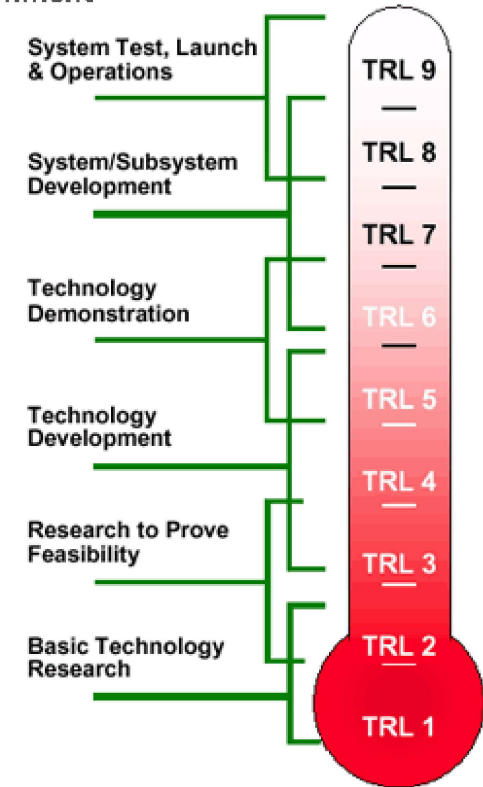 System Test, Launch
& Operations
System/Subsystem
Development
Technology
Demonstration
Technology
Development
Research to Prove
Feasibility
Basic Technology
Research
TRL 9
TRL 8
TRL 7
TRL 6
TRL 5
TRL 4
TRL 3
TRL 2
TRL 1